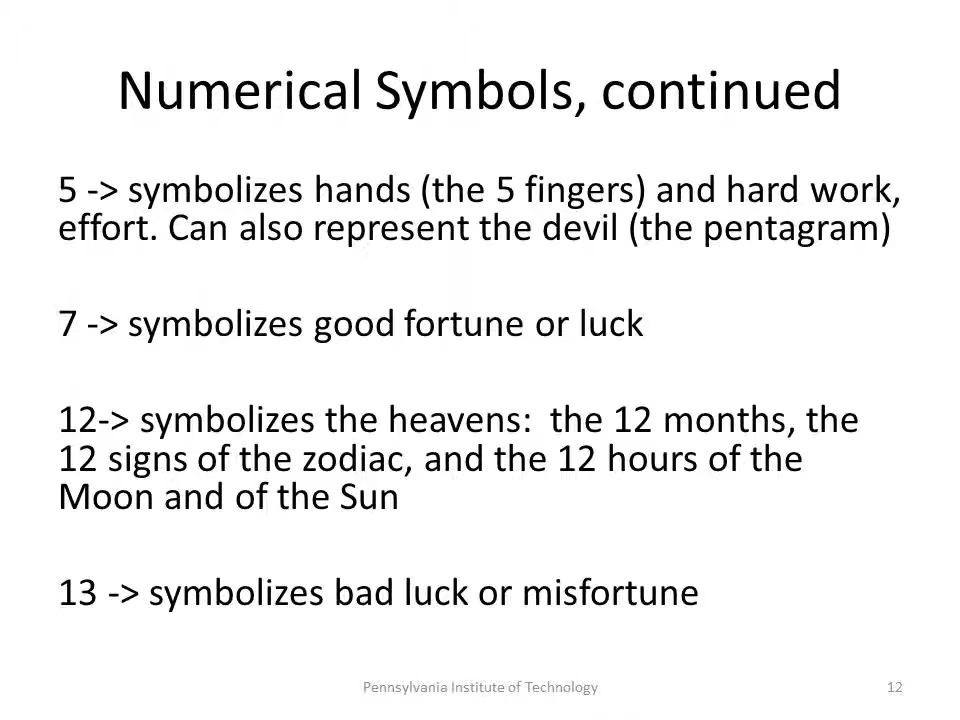 Numerical Symbols, continued
5 -> symbolizes hands (the 5 fingers) and hard work,
effort. Can also represent the devil (the pentagram)
7 -> symbolizes good fortune or luck
12-> symbolizes the heavens:  the 12 months, the
12 signs of the zodiac, and the 12 hours of the
Moon and of the Sun
13 -> symbolizes bad luck or misfortune
Pennsylvania Institute of Technology
12